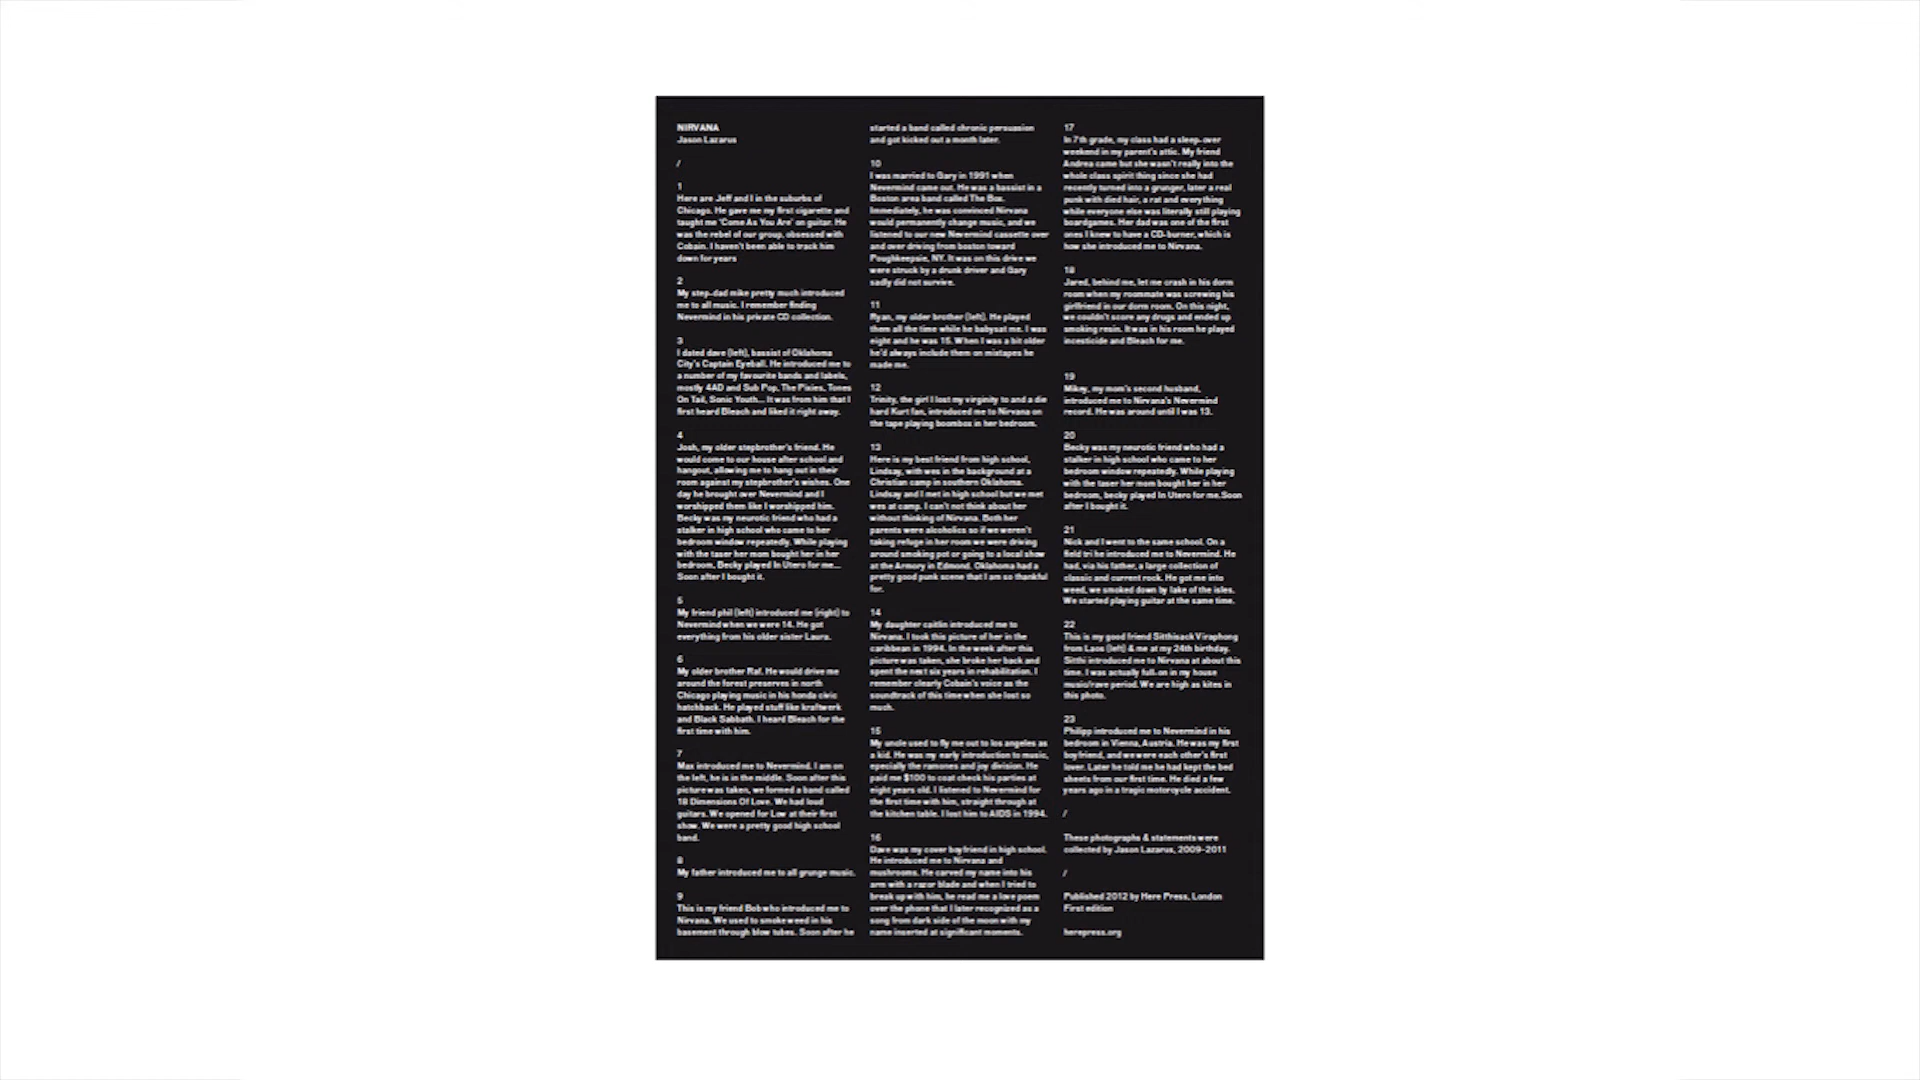 NIRVANA
Jason Lazarus
/
1
Here are Jeff and I in the suburbs of
Chicago. He gave me my first cigarette and
taught me 'Come As You Are' on guitar. He
was the rebel of our group, obsessed with
Cobain. I haven't been able to track him
down for years
2
My step-dad mike pretty much introduced
me to all music. I remember finding
Nevermind in his private CD collection.
3
I dated dave (left), bassist of Oklahoma
City's Captain Eyeball. He introduced me to
a number of my favourite bands and labels,
mostly 4AD and Sub Pop, The Pixies, Tones
On Tail, Sonic Youth... It was from him that I
first heard Bleach and liked it right away.
4
Josh, my older stepbrother's friend. He
would come to our house after school and
hangout, allowing me to hang out in their
room against my stepbrother's wishes. One
day he brought over Nevermind and I
worshipped them like I worshipped him.
Becky was my neurotic friend who had a
stalker in high school who came to her
bedroom window repeatedly. While playing
with the taser her mom bought her in her
bedroom, Becky played In Utero for me...
Soon after I bought it.
5
My friend phil (left) introduced me (right) to
Nevermind when we were 14. He got
everything from his older sister Laura.
6
My older brother Raf. He would drive me
around the forest preserves in north
Chicago playing music in his honda civic
hatchback. He played stuff like kraftwerk
and Black Sabbath. I heard Bleach for the
first time with him.
7
Max introduced me to Nevermind. I am on
the left, he is in the middle. Soon after this
picture was taken, we formed a band called
18 Dimensions Of Love. We had loud
guitars. We opened for Low at their first
show. We were a pretty good high school
band.
8
My father introduced me to all grunge music.
9
This is my friend Bob who introduced me to
Nirvana. We used to smoke weed in his
basement through blow tubes. Soon after he
started a band called chronic persuasion
and got kicked out a month later.
10
I was married to Gary in 1991 when
Nevermind came out. He was a bassist in a
Boston area band called The Box.
Immediately, he was convinced Nirvana
would permanently change music, and we
listened to our new Nevermind cassette over
and over driving from boston toward
Poughkeepsie, NY. It was on this drive we
were struck by a drunk driver and Gary
sadly did not survive.
11
Ryan, my older brother (left). He played
them all the time while he babysat me. I was
eight and he was 15. When I was a bit older
he'd always include them on mixtapes he
made me.
12
Trinity, the girl I lost my virginity to and a die
hard Kurt fan, introduced me to Nirvana on
the tape playing boombox in her bedroom.
13
Here is my best friend from high school,
Lindsay, with wes in the background at a
Christian camp in southern Oklahoma.
Lindsay and I met in high school but we met
wes at camp. I can't not think about her
without thinking of Nirvana. Both her
parents were alcoholics so if we weren't
taking refuge in her room we were driving
around smoking pot or going to a local show
at the Armory in Edmond. Oklahoma had a
pretty good punk scene that I am so thankful
for.
14
My daughter caitlin introduced me to
Nirvana. I took this picture of her in the
caribbean in 1994. In the week after this
picture was taken, she broke her back and
spent the next six years in rehabilitation. I
remember clearly Cobain's voice as the
soundtrack of this time when she lost so
much.
15
My uncle used to fly me out to los angeles as
a kid. He was my early introduction to music,
epecially the ramones and joy division. He
paid me $100 to coat check his parties at
eight years old. I listened to Nevermind for
the first time with him, straight through at
the kitchen table. I lost him to AIDS in 1994.
16
Dave was my cover boyfriend in high school.
He introduced me to Nirvana and
mushrooms. He carved my name into his
arm with a razor blade and when I tried to
break up with him, he read me a love poem
over the phone that I later recognized as a
song from dark side of the moon with my
name inserted at significant moments.
17
In 7th grade, my class had a sleep-over
weekend in my parent's attic. My friend
Andrea came but she wasn't really into the
whole class spirit thing since she had
recently turned into a grunger, later a real
punk with died hair, a rat and everything
while everyone else was literally still playing
boardgames. Her dad was one of the first
ones I knew to have a CD-burner, which is
how she introduced me to Nirvana.
18
Jared, behind me, let me crash in his dorm
room when my roommate was screwing his
girlfriend in our dorm room. On this night,
we couldn't score any drugs and ended up
smoking resin. It was in his room he played
incesticide and Bleach for me.
19
Mikey, my mom's second husband,
introduced me to Nirvana's Nevermind
record. He was around until I was 13.
20
Becky was my neurotic friend who had a
stalker in high school who came to her
bedroom window repeatedly. While playing
with the taser her mom bought her in her
bedroom, becky played In Utero for me.Soon
after I bought it.
21
Nick and I went to the same school. On a
field tri he introduced me to Nevermind. He
had, via his father, a large collection of
classic and current rock. He got me into
weed, we smoked down by lake of the isles.
We started playing guitar at the same time.
22
This is my good friend Sitthisack Viraphong
from Laos (left) & me at my 24th birthday.
Sitthi introduced me to Nirvana at about this
time. I was actually full-on in my house
music/rave period. We are high as kites in
this photo.
23
Philipp introduced me to Nevermind in his
bedroom in Vienna, Austria. He was my first
boyfriend, and we were each other's first
lover. Later he told me he had kept the bed
sheets from our first time. He died a few
years ago in a tragic motorcycle accident.
/
These photographs & statements were
collected by Jason Lazarus, 2009-2011
/
Published 2012 by Here Press, London
First edition
herepress.org